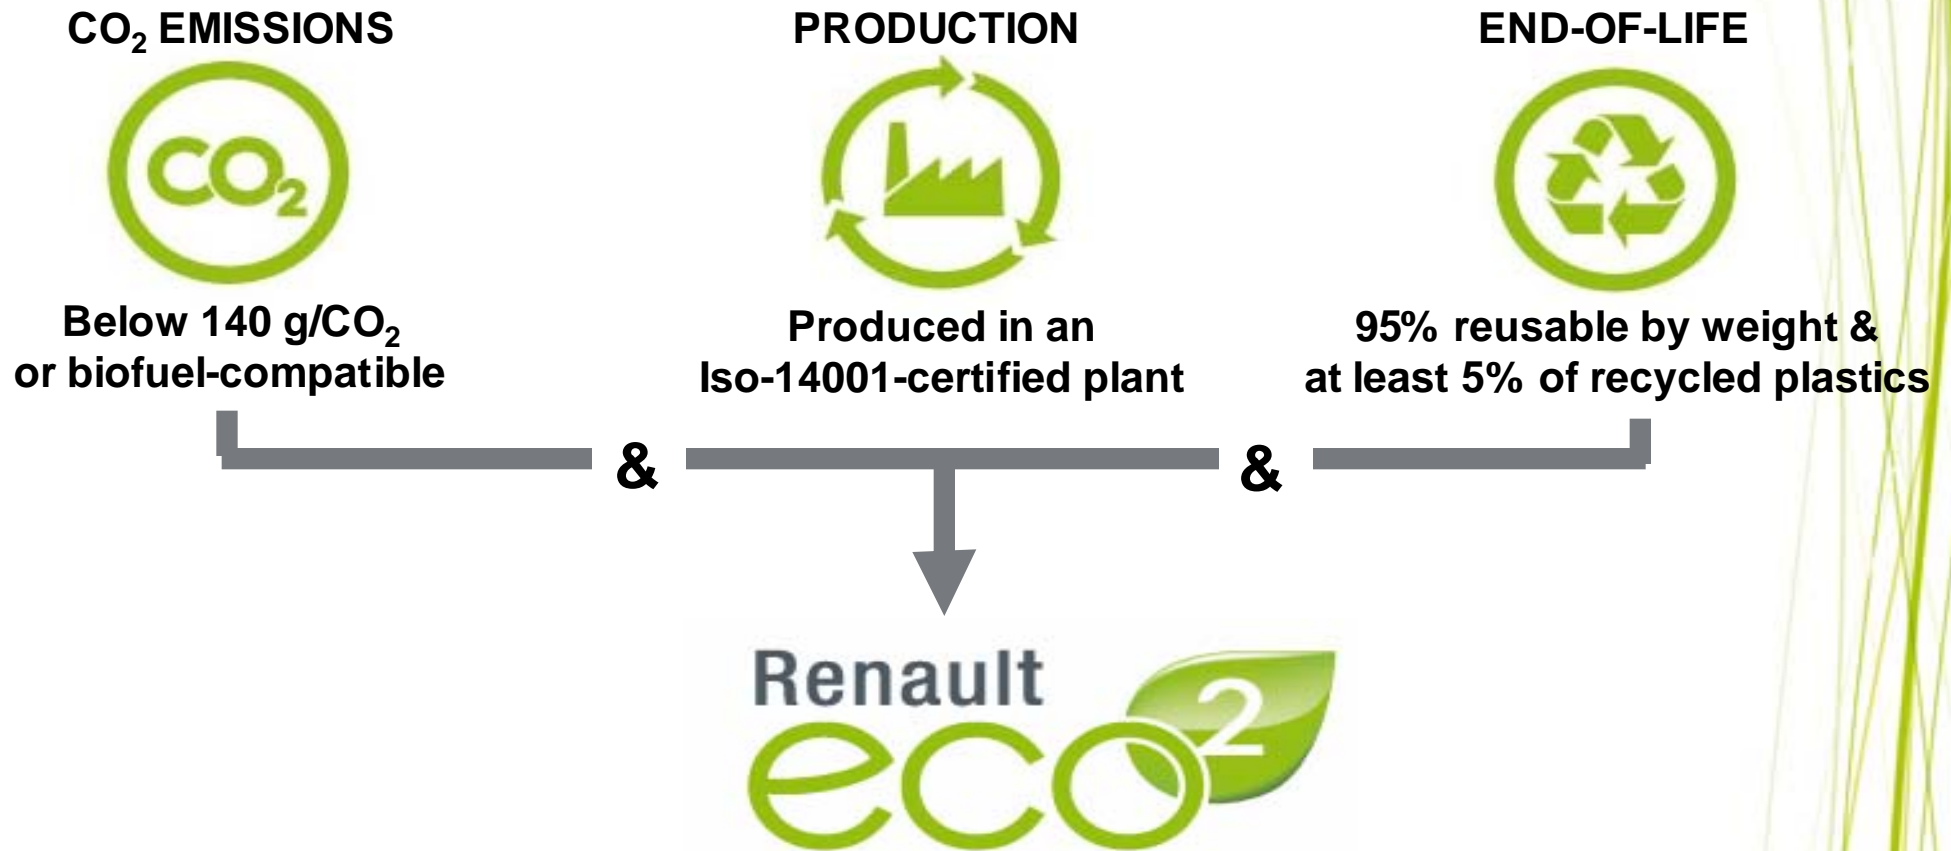 CO₂ EMISSIONS
CO₂
Below 140 g/CO₂
or biofuel-compatible
PRODUCTION
Produced in an
Iso-14001-certified plant
END-OF-LIFE
95% reusable by weight &
at least 5% of recycled plastics
&
&
Renault
eco²